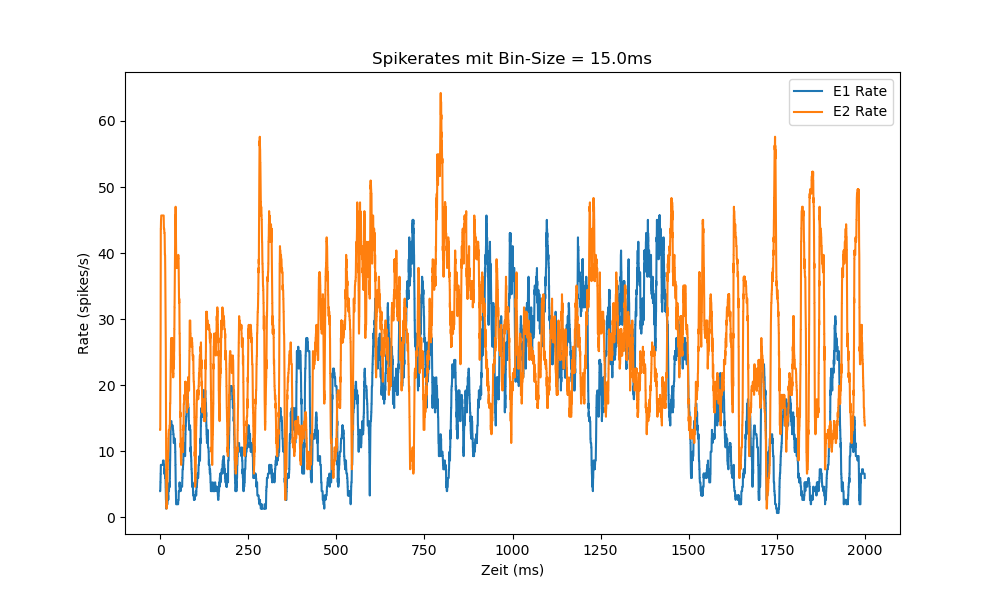 Spikerates mit Bin-Size = 15.0ms
E1 Rate
E2 Rate
Rate (spikes/s)
60
50
40
30
20
10
0
0 250 500 750 1000 1250 1500 1750 2000
Zeit (ms)